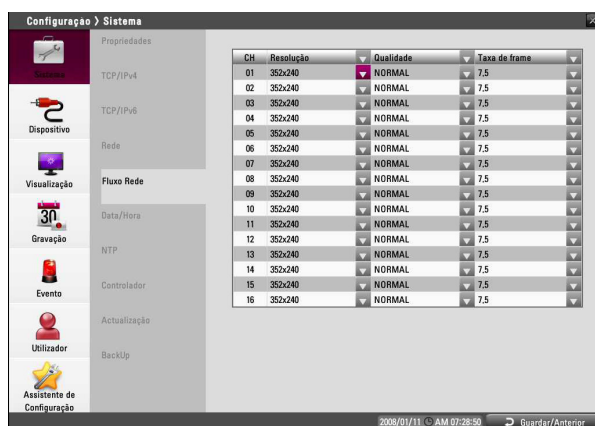 Configuração > Sistema
Sistema
Dispositivo
Visualização
30
Gravação
Evento
Utilizador
Assistente de
Configuração
Propriedades
TCP/IPv4
TCP/IPv6
Rede
Fluxo Rede
Data/Hora
NTP
Controlador
Actualização
BackUp
CH Resolução Qualidade Taxa de frame
01 352x240 NORMAL 7,5
02 352x240 NORMAL 7,5
03 352x240 NORMAL 7,5
04 352x240 NORMAL 7,5
05 352x240 NORMAL 7,5
06 352x240 NORMAL 7,5
07 352x240 NORMAL 7,5
08 352x240 NORMAL 7,5
09 352x240 NORMAL 7,5
10 352x240 NORMAL 7,5
11 352x240 NORMAL 7,5
12 352x240 NORMAL 7,5
13 352x240 NORMAL 7,5
14 352x240 NORMAL 7,5
15 352x240 NORMAL 7,5
16 352x240 NORMAL 7,5
2008/01/11 AM 07:28:50 Guardar/Anterior